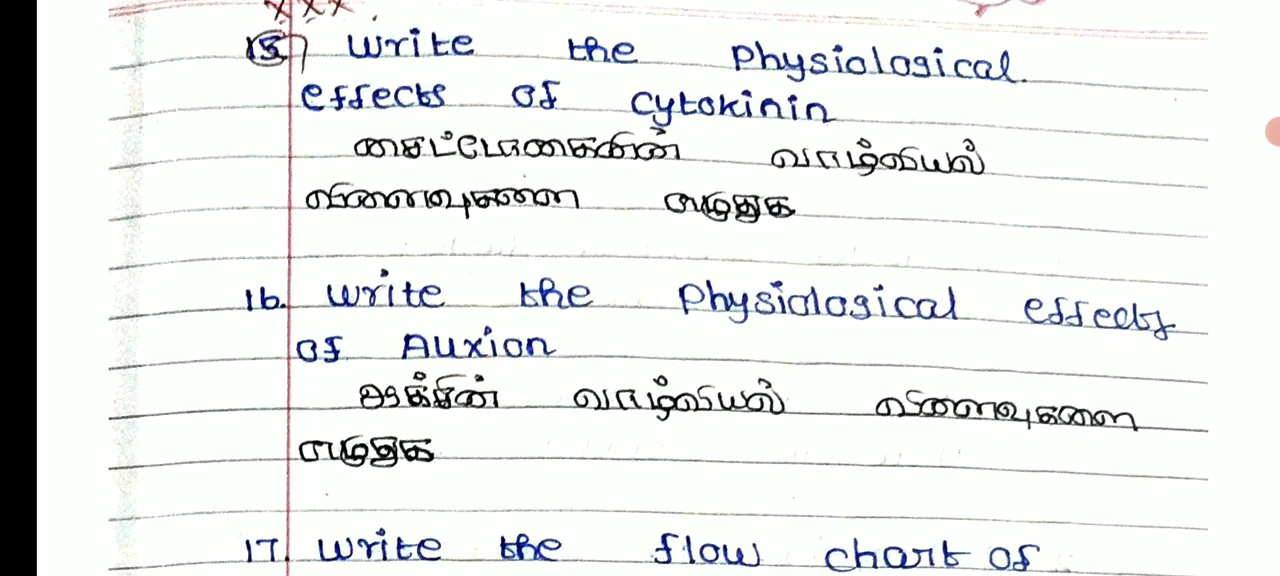 xxx
15) Write the Physiological
effects of cytokinin
சைட்டோகைகினின் வாழ்வியல்
விளைவுகளை எழுதுக
16. Write the Physiological effects
of Auxion
ஆக்சின் வாழ்வியல் விளைவுகளை
எழுதுக
17. Write the flow chart of